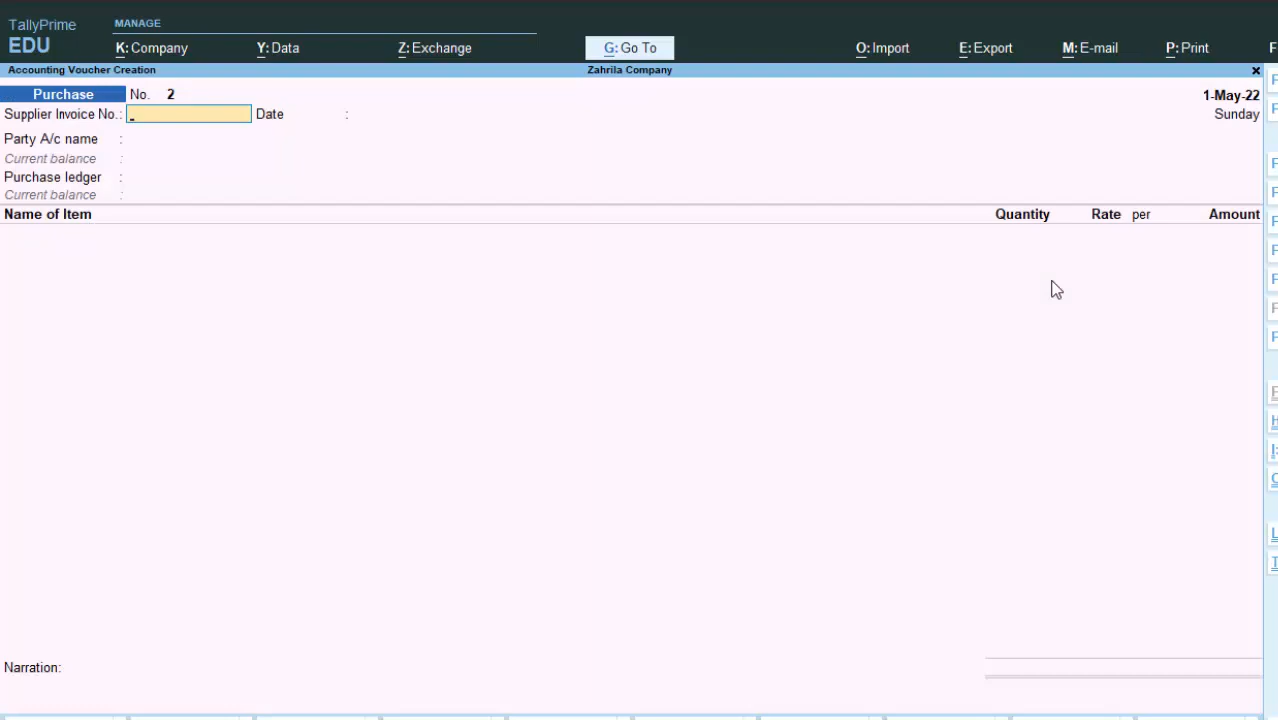 TallyPrime
MANAGE
EDU
K: Company
Y: Data
Z: Exchange
G: Go To
O: Import
E: Export
M: E-mail
P: Print
F
Accounting Voucher Creation
Zahrila Company
Purchase No. 2
1-May-22
Supplier Invoice No. :
Date :
Sunday
Party A/c name :
Current balance :
Purchase ledger :
Current balance :
Name of Item
Quantity
Rate per
Amount
Narration: